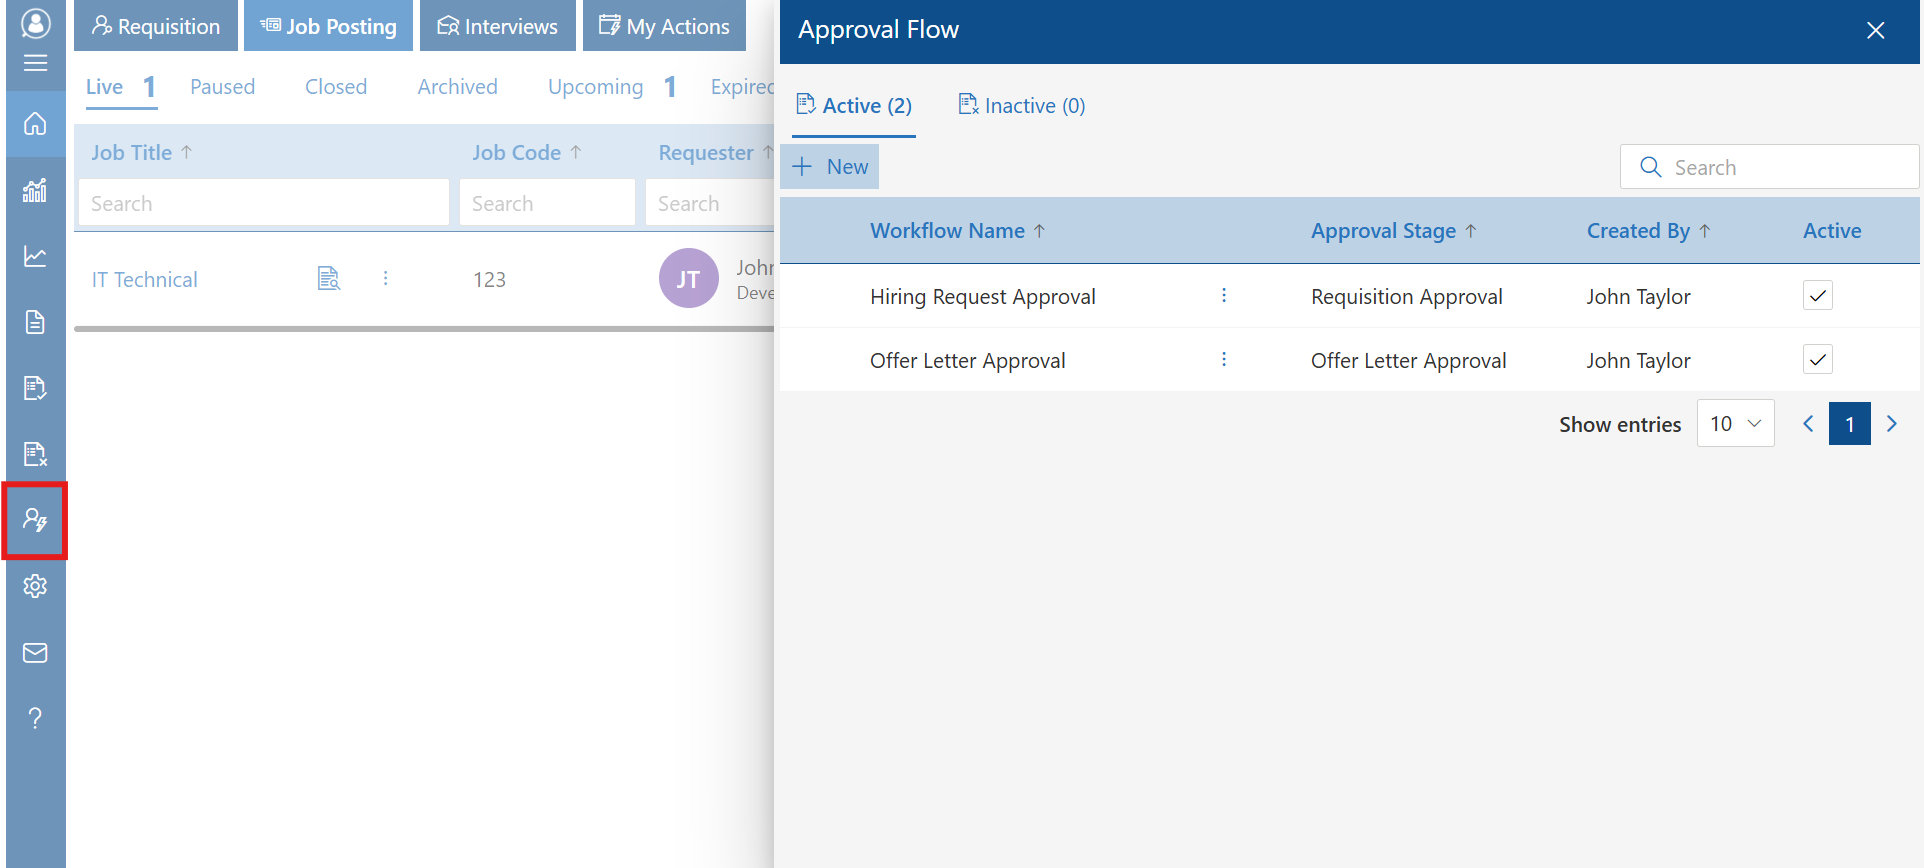 Requisition
Job Posting
Interviews
My Actions
Live 1
Paused
Closed
Archived
Upcoming 1
Expired
Job Title ↑
Job Code ↑
Requester ↑
Search
Search
Search
IT Technical
123
JT
John
Deve
Approval Flow
Active (2)
Inactive (0)
+ New
Search
Workflow Name ↑
Approval Stage ↑
Created By ↑
Active
Hiring Request Approval
Requisition Approval
John Taylor
Offer Letter Approval
Offer Letter Approval
John Taylor
Show entries
10
1
?